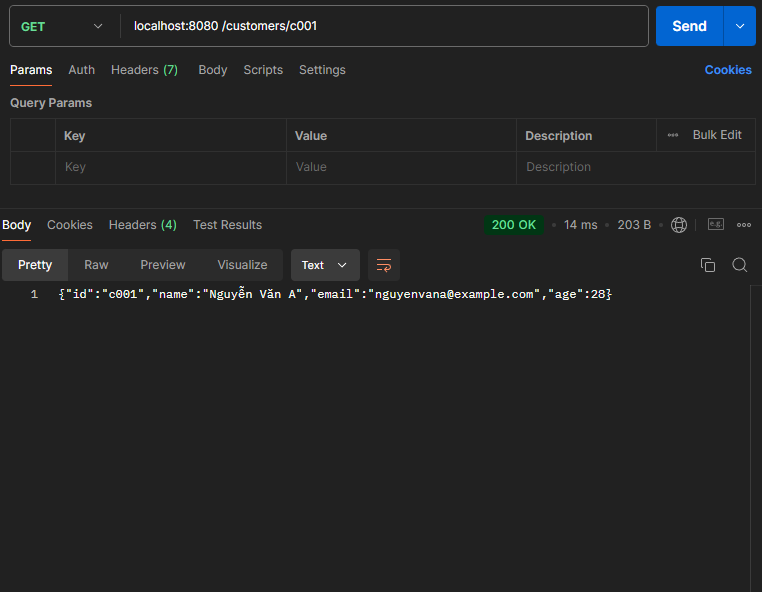 GET localhost:8080 /customers/c001 Send
Params Auth Headers (7) Body Scripts Settings Cookies
Query Params
Key Value Description Bulk Edit
Key Value Description
Body Cookies Headers (4) Test Results 200 OK 14 ms 203 B e.g.
Pretty Raw Preview Visualize Text
1 {"id":"c001","name":"Nguyễn Văn A","email":"nguyenvana@example.com","age":28}